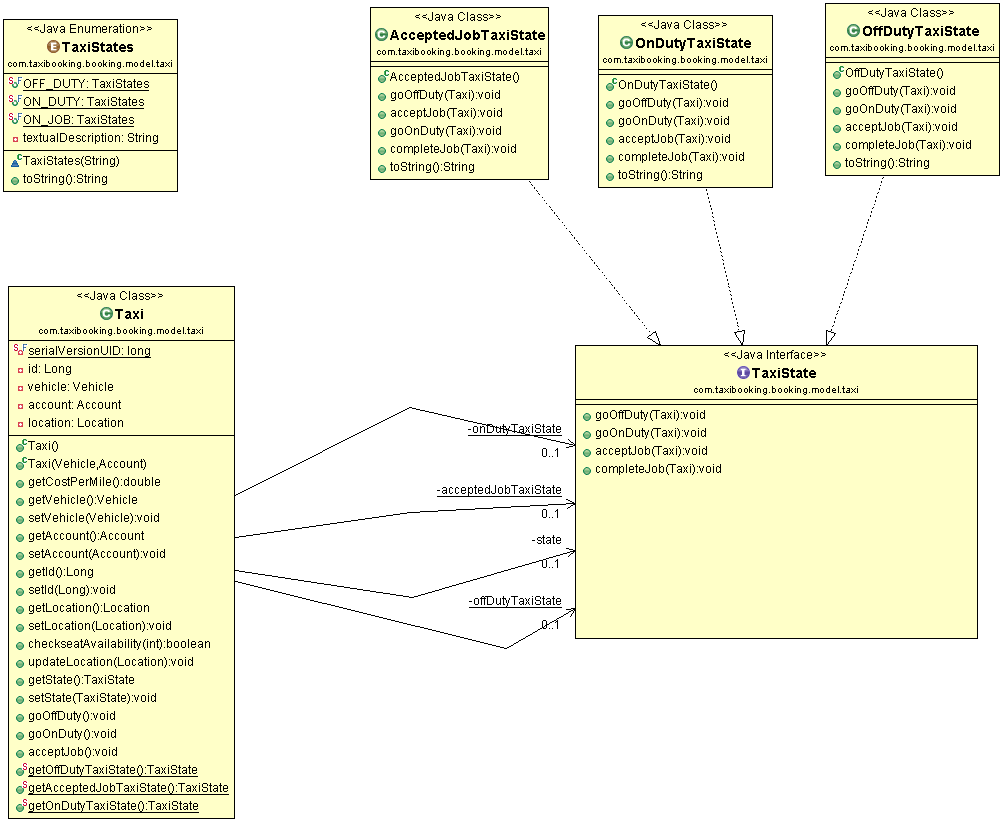 <<Java Enumeration>>
E TaxiStates
com.taxibooking.booking.model.taxi
SF OFF_DUTY: TaxiStates
SF ON_DUTY: TaxiStates
SF ON_JOB: TaxiStates
textualDescription: String
C TaxiStates(String)
toString():String
<<Java Class>>
C AcceptedJobTaxiState
com.taxibooking.booking.model.taxi
C AcceptedJobTaxiState()
goOffDuty(Taxi):void
acceptJob(Taxi):void
goOnDuty(Taxi):void
completeJob(Taxi):void
toString():String
<<Java Class>>
C OnDutyTaxiState
com.taxibooking.booking.model.taxi
C OnDutyTaxiState()
goOffDuty(Taxi):void
goOnDuty(Taxi):void
acceptJob(Taxi):void
completeJob(Taxi):void
toString():String
<<Java Class>>
C OffDutyTaxiState
com.taxibooking.booking.model.taxi
C OffDutyTaxiState()
goOffDuty(Taxi):void
goOnDuty(Taxi):void
acceptJob(Taxi):void
completeJob(Taxi):void
toString():String
<<Java Class>>
C Taxi
com.taxibooking.booking.model.taxi
SF serialVersionUID: long
id: Long
vehicle: Vehicle
account: Account
location: Location
C Taxi()
C Taxi(Vehicle,Account)
getCostPerMile():double
getVehicle():Vehicle
setVehicle(Vehicle):void
getAccount():Account
setAccount(Account):void
getId():Long
setId(Long):void
getLocation():Location
setLocation(Location):void
checkseatAvailability(int):boolean
updateLocation(Location):void
getState():TaxiState
setState(TaxiState):void
goOffDuty():void
goOnDuty():void
acceptJob():void
S getOffDutyTaxiState():TaxiState
S getAcceptedJobTaxiState():TaxiState
S getOnDutyTaxiState():TaxiState
-onDutyTaxiState
0..1
-acceptedJobTaxiState
0..1
-state
0..1
-offDutyTaxiState
0..1
<<Java Interface>>
I TaxiState
com.taxibooking.booking.model.taxi
goOffDuty(Taxi):void
goOnDuty(Taxi):void
acceptJob(Taxi):void
completeJob(Taxi):void